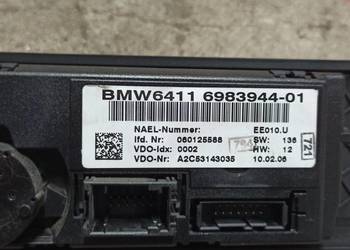 BMW6411 6983944-01
NAEL-Nummer: EE010.U
lfd. Nr: 060125588 SW: 136
VDO-Idx: 0002 HW: 12
VDO-Nr: A2C53143035 10.02.06
721